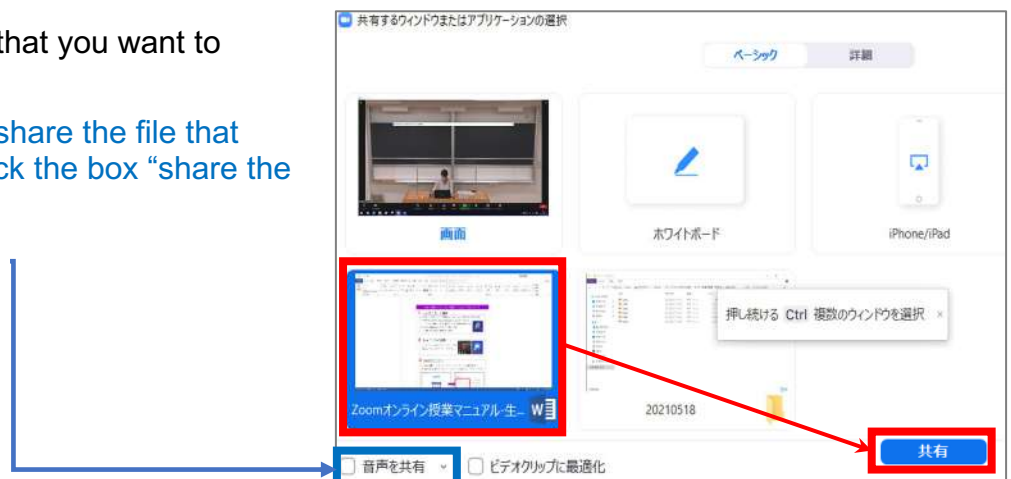 that you want to
share the file that
ck the box “share the
共有するウィンドウまたはアプリケーションの選択
ベーシック 詳細
画面 ホワイトボード iPhone/iPad
押し続ける Ctrl 複数のウィンドウを選択 ×
Zoomオンライン授業マニュアル-生... W
20210518
共有
音声を共有 ビデオクリップに最適化